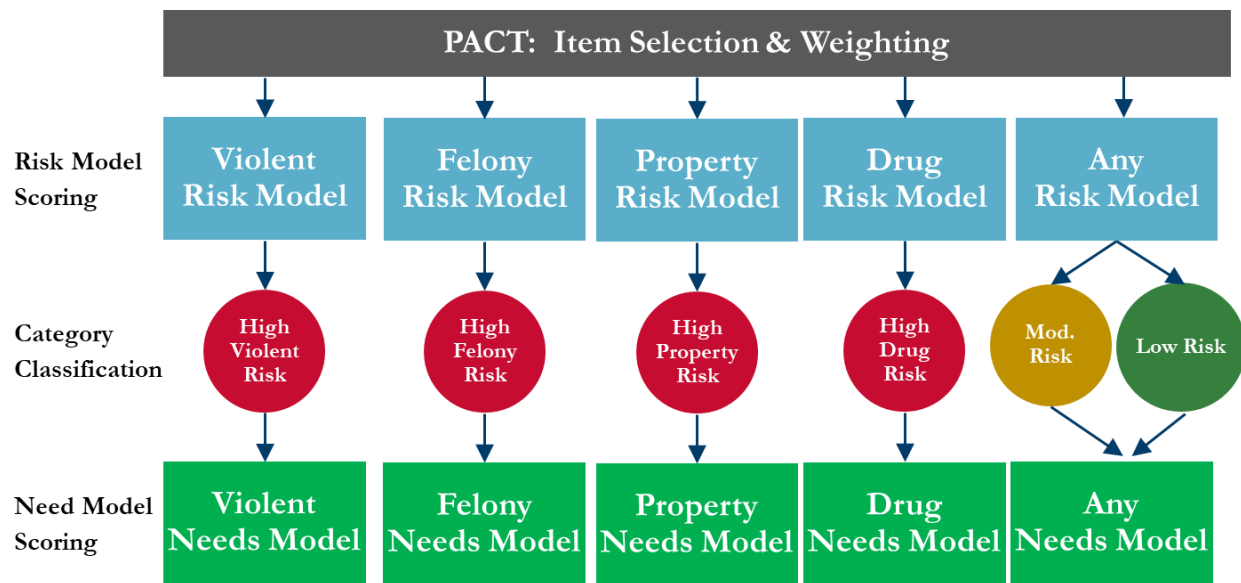 PACT: Item Selection & Weighting
Risk Model
Scoring
Violent
Risk Model
Felony
Risk Model
Property
Risk Model
Drug
Risk Model
Any
Risk Model
Category
Classification
High
Violent
Risk
High
Felony
Risk
High
Property
Risk
High
Drug
Risk
Mod.
Risk
Low Risk
Need Model
Scoring
Violent
Needs Model
Felony
Needs Model
Property
Needs Model
Drug
Needs Model
Any
Needs Model